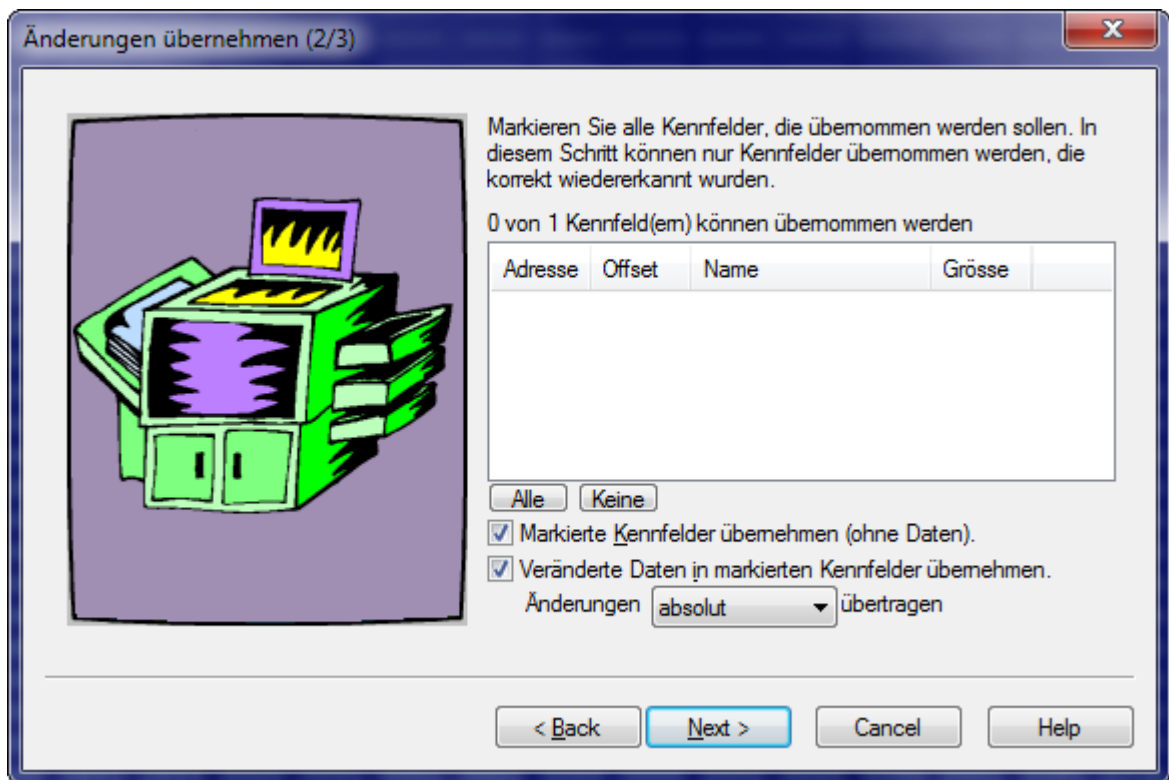 Änderungen übernehmen (2/3)
Markieren Sie alle Kennfelder, die übernommen werden sollen. In
diesem Schritt können nur Kennfelder übernommen werden, die
korrekt wiedererkannt wurden.
0 von 1 Kennfeld(ern) können übernommen werden
Adresse Offset Name Grösse
Alle Keine
Markierte Kennfelder übernehmen (ohne Daten).
Veränderte Daten in markierten Kennfelder übernehmen.
Änderungen absolut übertragen
< Back Next > Cancel Help